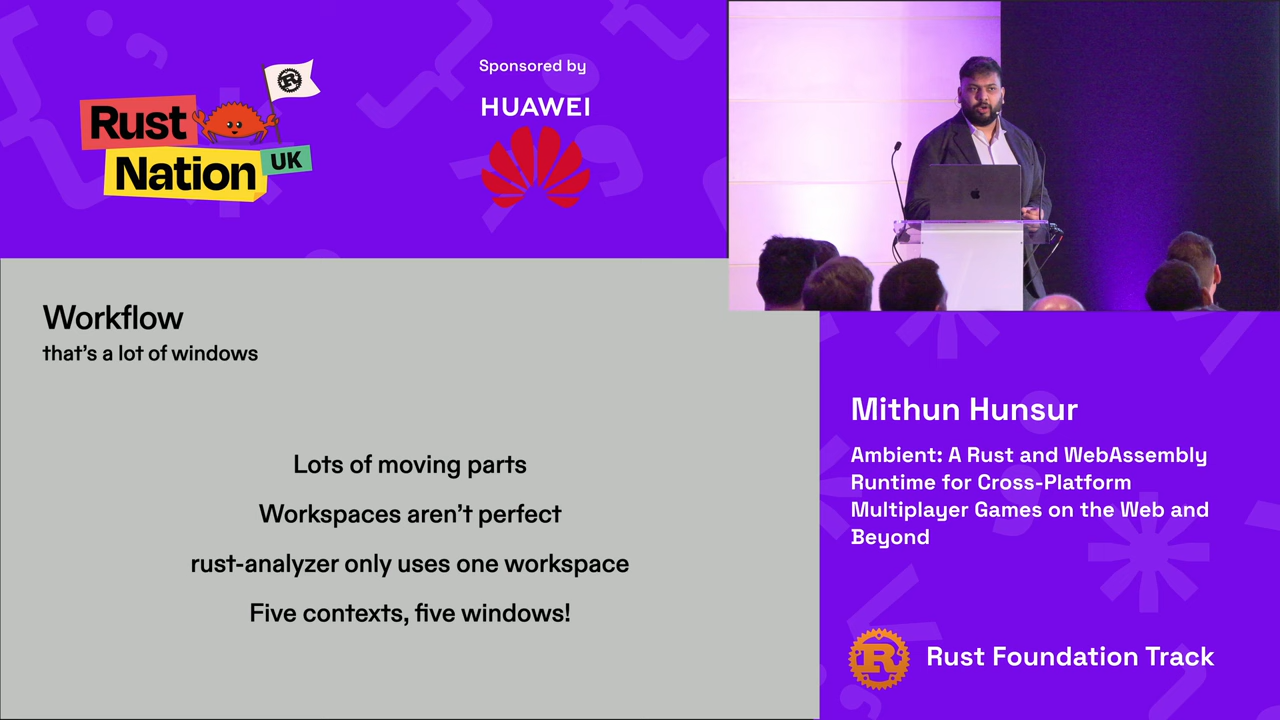 Rust
Nation
UK
Sponsored by
HUAWEI
Workflow
that's a lot of windows
Lots of moving parts
Workspaces aren't perfect
rust-analyzer only uses one workspace
Five contexts, five windows!
Mithun Hunsur
Ambient: A Rust and WebAssembly
Runtime for Cross-Platform
Multiplayer Games on the Web and
Beyond
Rust Foundation Track